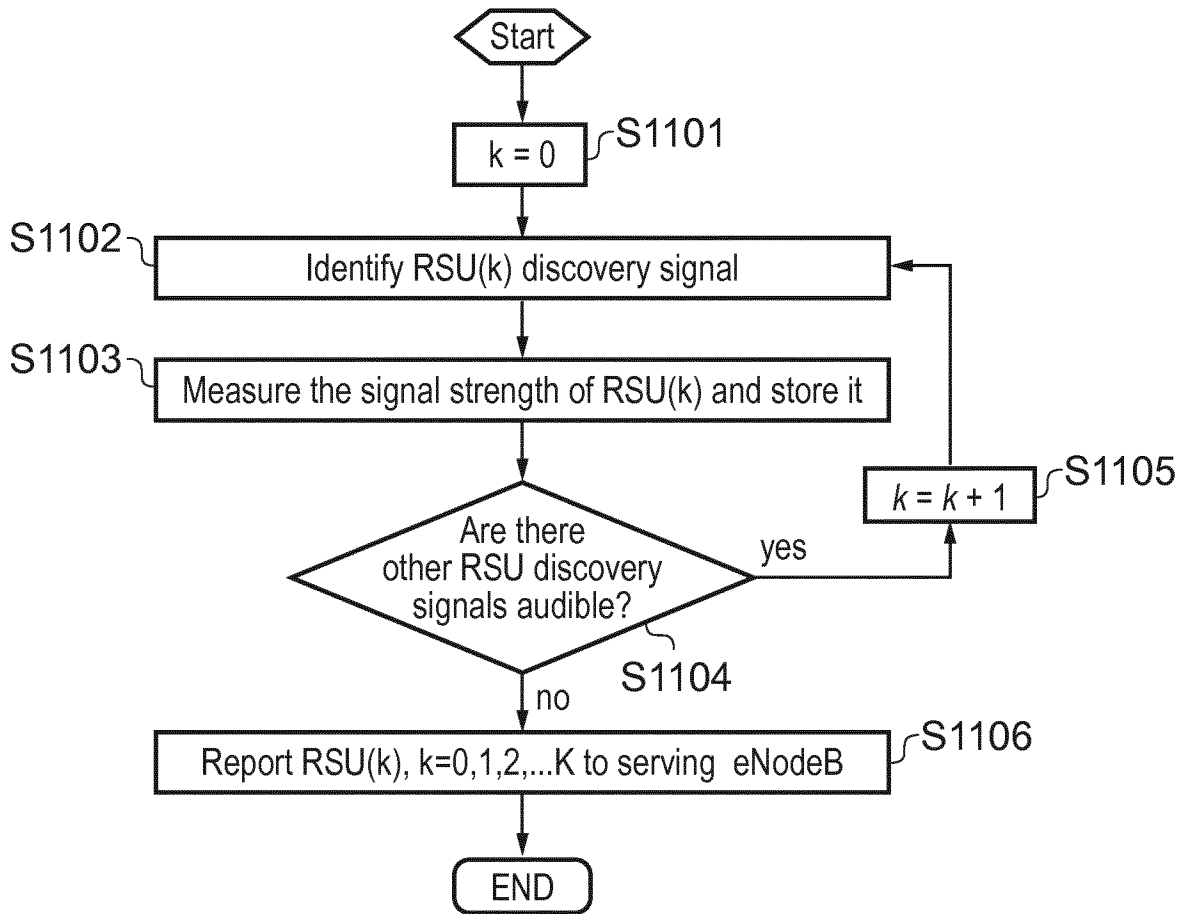 Start
k = 0
S1101
S1102
Identify RSU(k) discovery signal
S1103
Measure the signal strength of RSU(k) and store it
k = k + 1
S1105
Are there
other RSU discovery
signals audible?
yes
S1104
no
Report RSU(k), k=0,1,2,...K to serving eNodeB
S1106
END